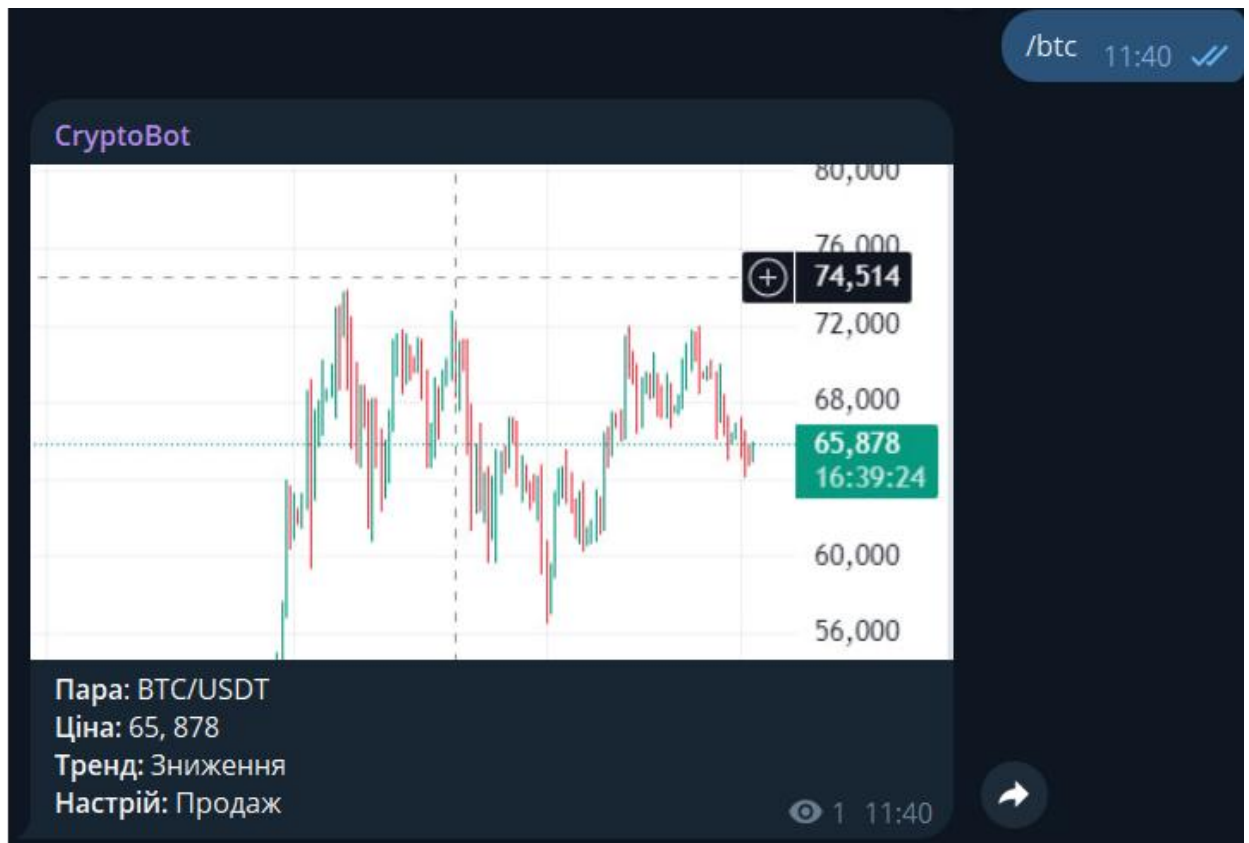 /btc 11:40
CryptoBot
80,000
76,000
74,514
72,000
68,000
65,878
16:39:24
60,000
56,000
Пара: BTC/USDT
Ціна: 65, 878
Тренд: Зниження
Настрій: Продаж
1 11:40